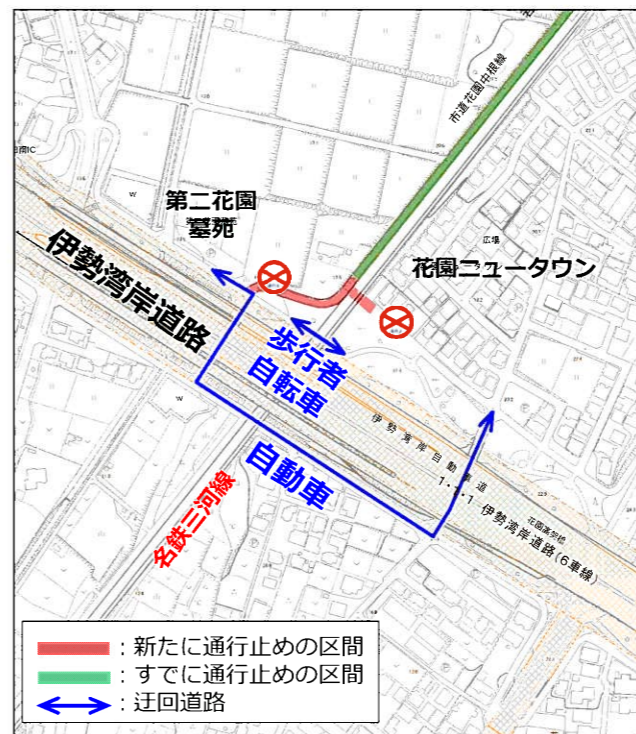 市道花園中根線
第二花園
墓苑
広場
花園ニュータウン
伊勢湾岸道路
歩行者
自転車
自動車
伊勢湾岸自動車道
伊勢湾岸道路(6車線)
名鉄三河線
:新たに通行止めの区間
:すでに通行止めの区間
:迂回道路